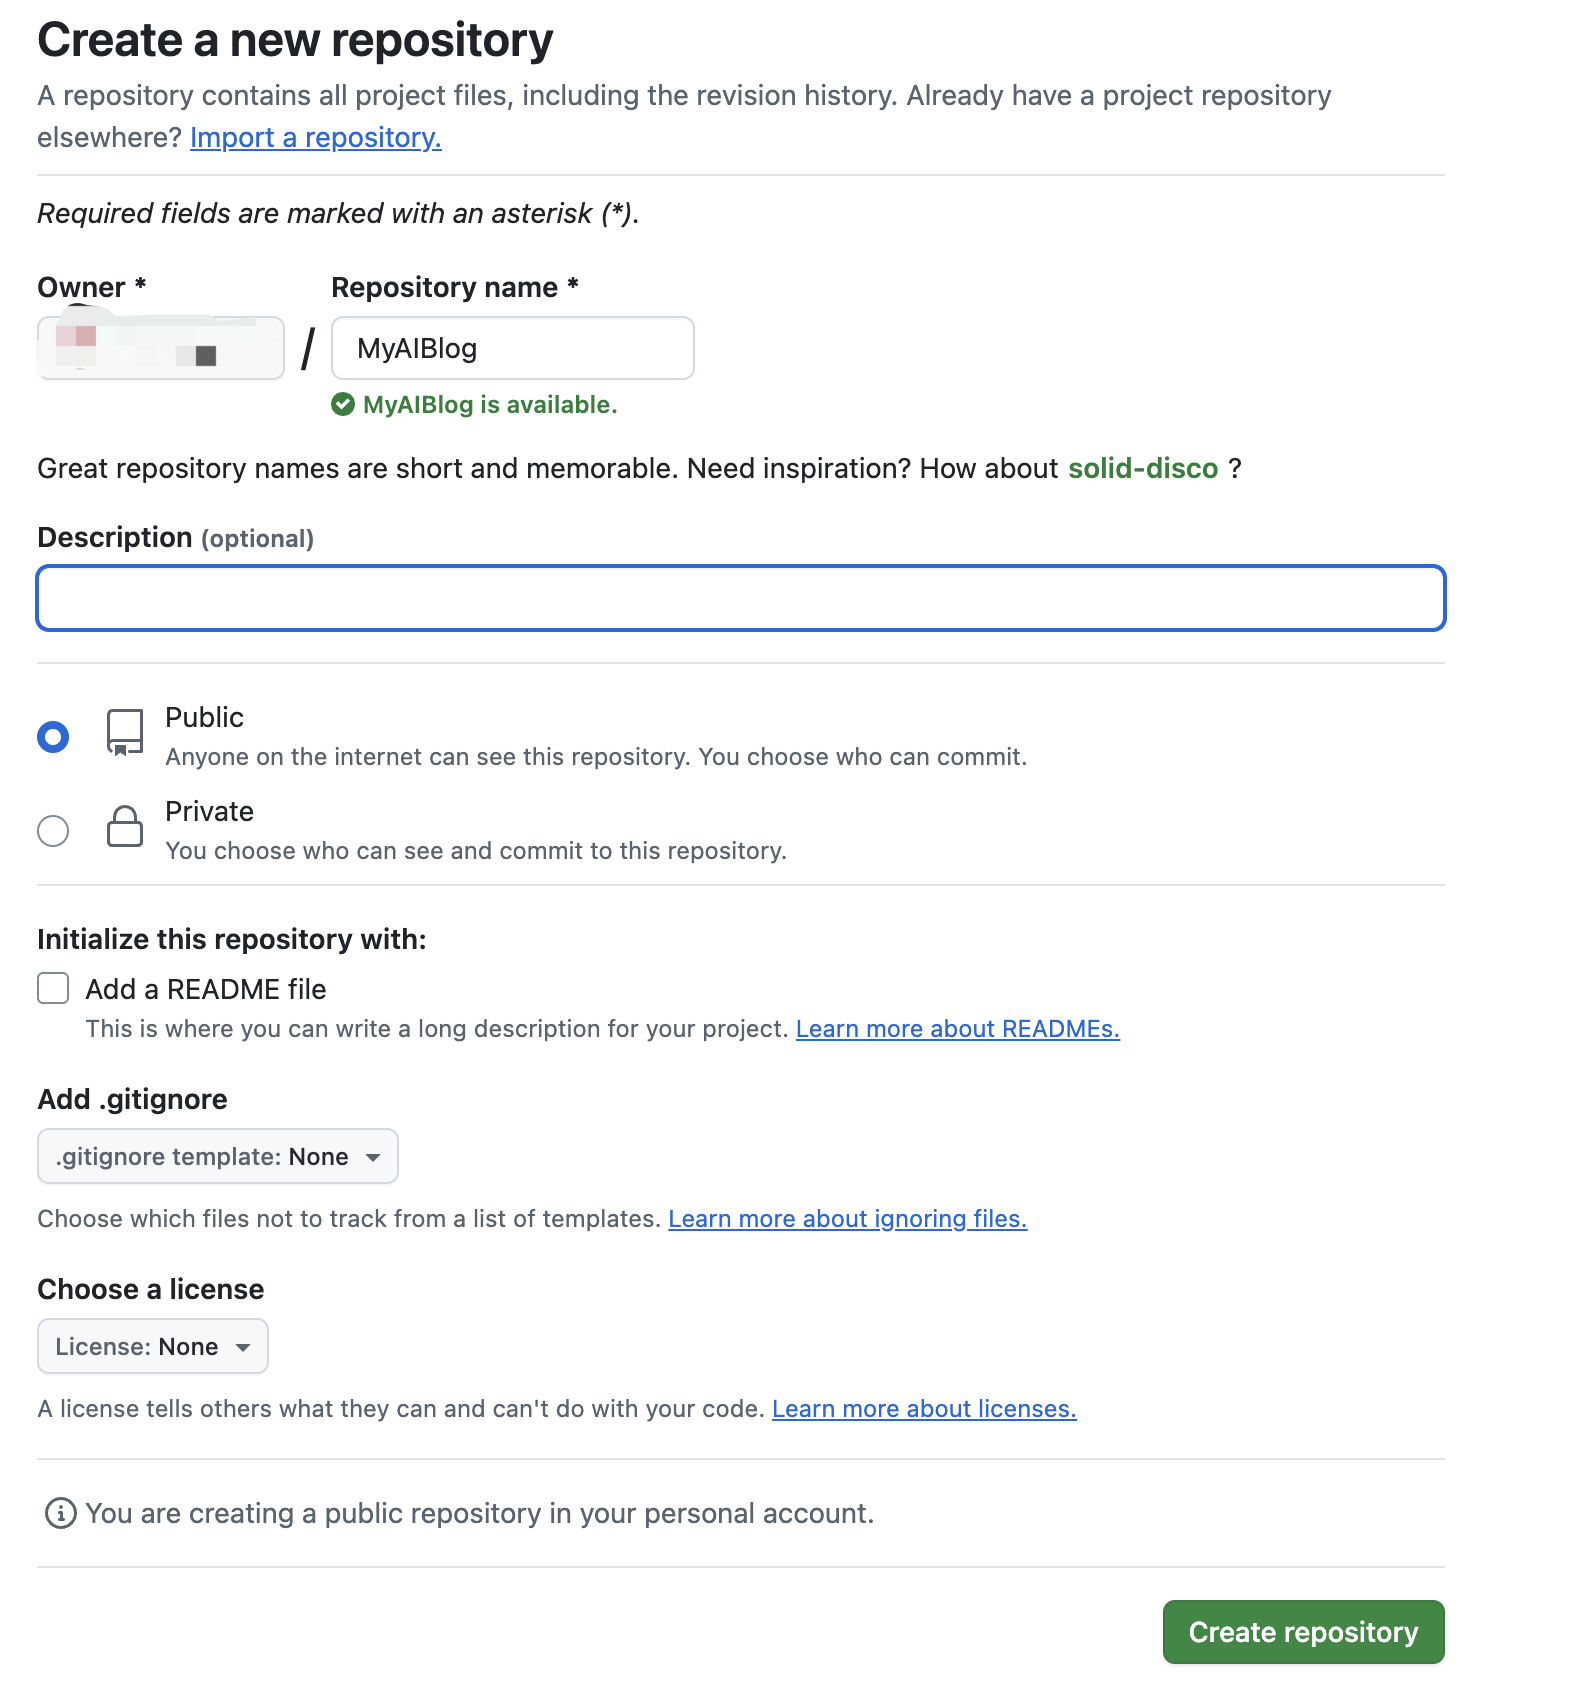 Create a new repository
A repository contains all project files, including the revision history. Already have a project repository
elsewhere? Import a repository.
Required fields are marked with an asterisk (*).
Owner *
Repository name *
/
MyAIBlog
MyAIBlog is available.
Great repository names are short and memorable. Need inspiration? How about solid-disco ?
Description (optional)
Public
Anyone on the internet can see this repository. You choose who can commit.
Private
You choose who can see and commit to this repository.
Initialize this repository with:
Add a README file
This is where you can write a long description for your project. Learn more about READMEs.
Add .gitignore
.gitignore template: None
Choose which files not to track from a list of templates. Learn more about ignoring files.
Choose a license
License: None
A license tells others what they can and can't do with your code. Learn more about licenses.
You are creating a public repository in your personal account.
Create repository